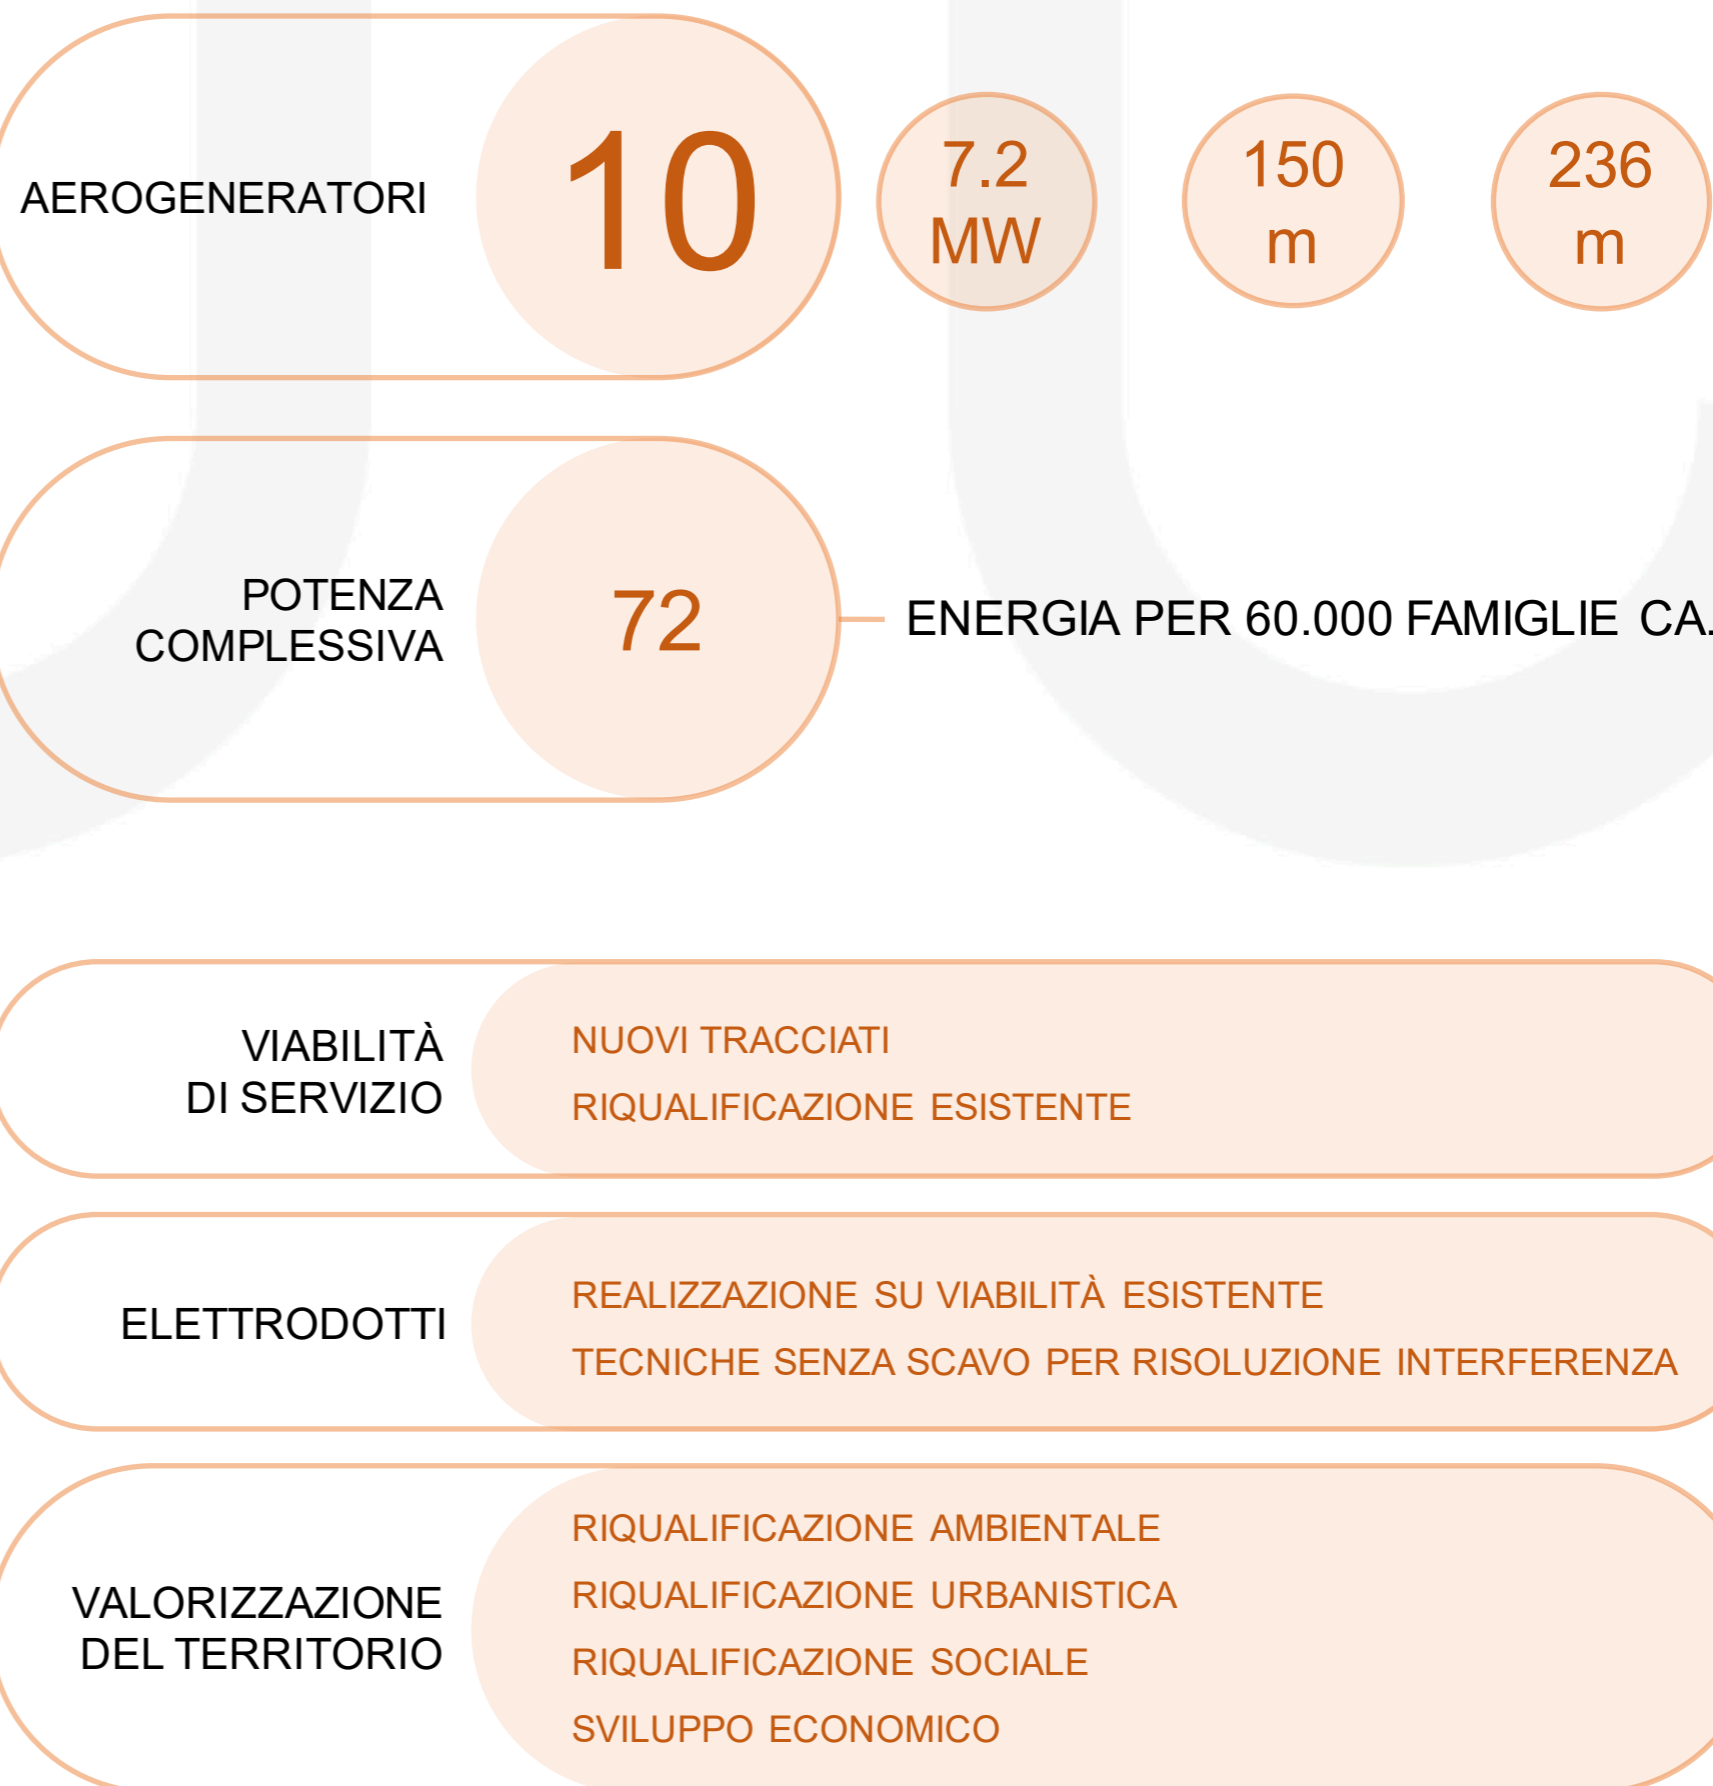 AEROGENERATORI
10
7.2
MW
150
m
236
m
POTENZA
COMPLESSIVA
72
ENERGIA PER 60.000 FAMIGLIE CA.
VIABILITÀ
DI SERVIZIO
NUOVI TRACCIATI
RIQUALIFICAZIONE ESISTENTE
ELETTRODOTTI
REALIZZAZIONE SU VIABILITÀ ESISTENTE
TECNICHE SENZA SCAVO PER RISOLUZIONE INTERFERENZA
VALORIZZAZIONE
DEL TERRITORIO
RIQUALIFICAZIONE AMBIENTALE
RIQUALIFICAZIONE URBANISTICA
RIQUALIFICAZIONE SOCIALE
SVILUPPO ECONOMICO